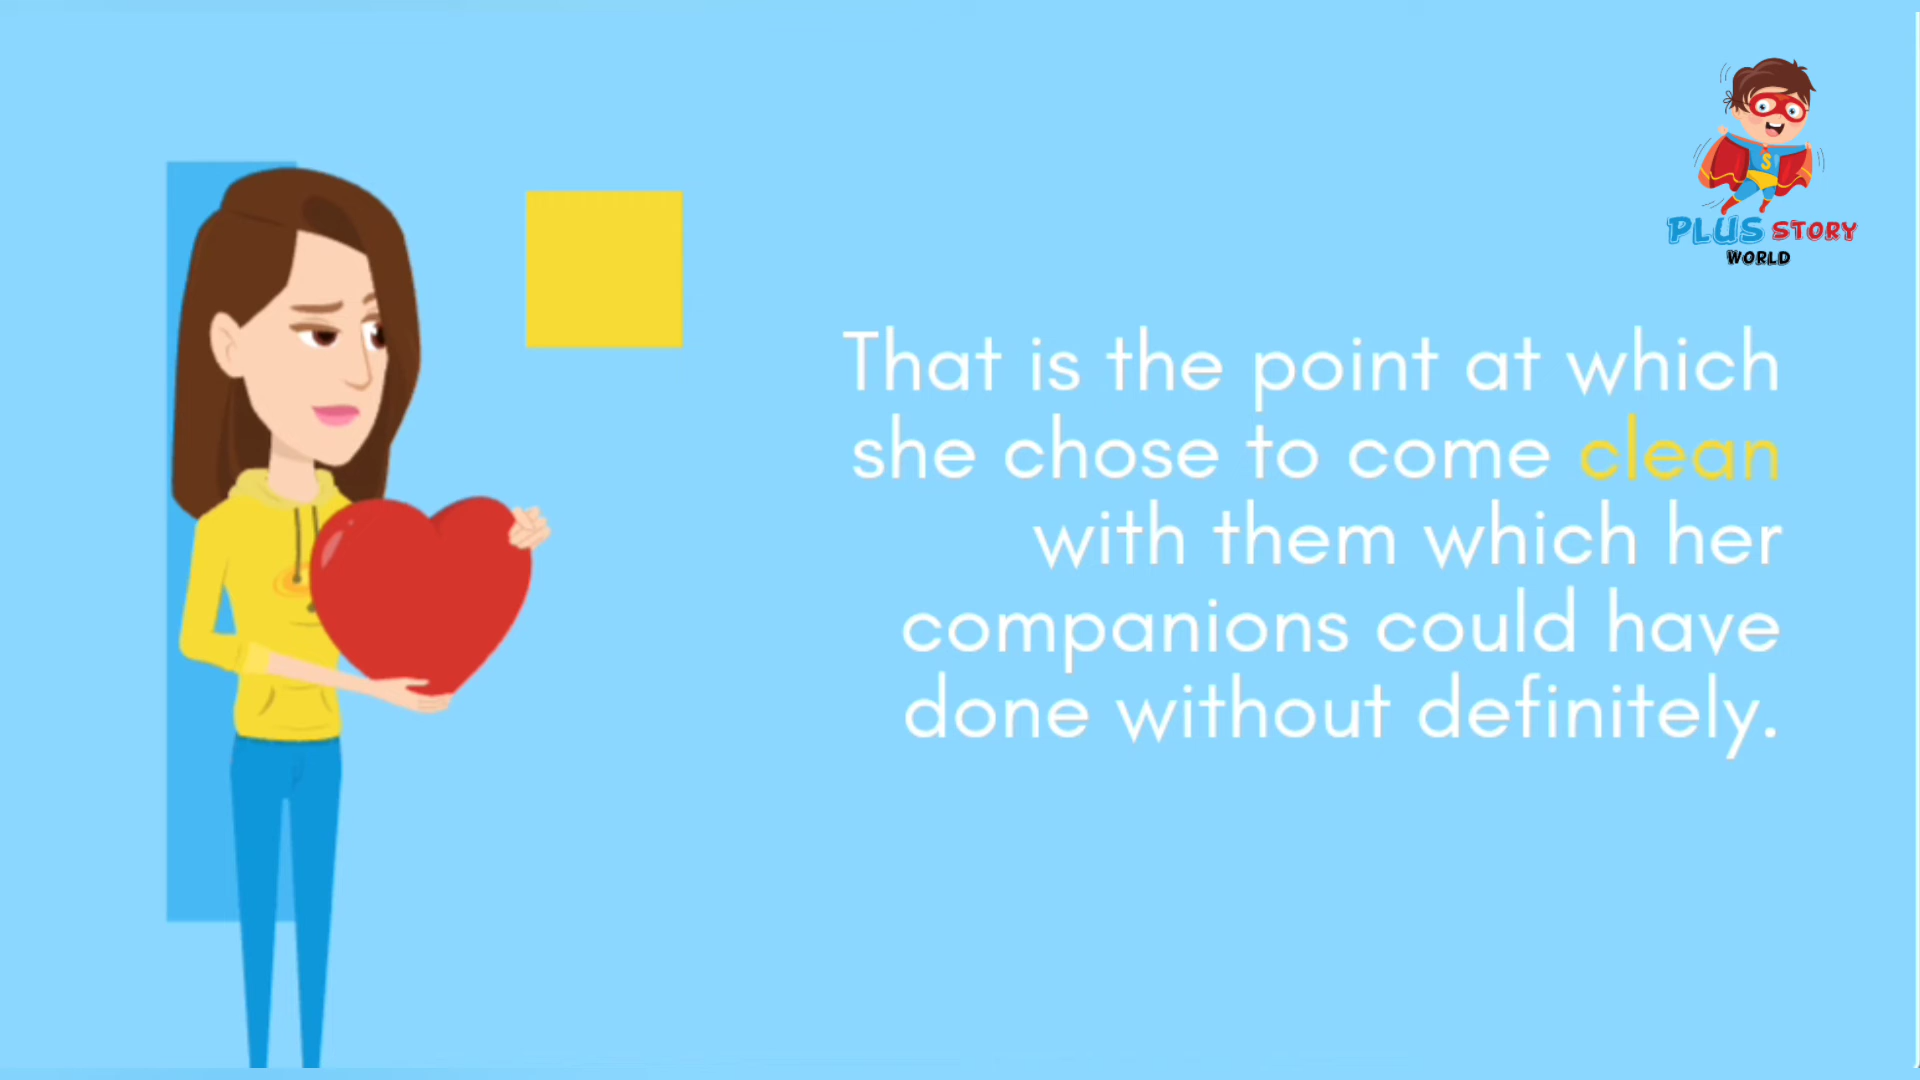 PLUS STORY
WORLD
That is the point at which
she chose to come clean
with them which her
companions could have
done without definitely.